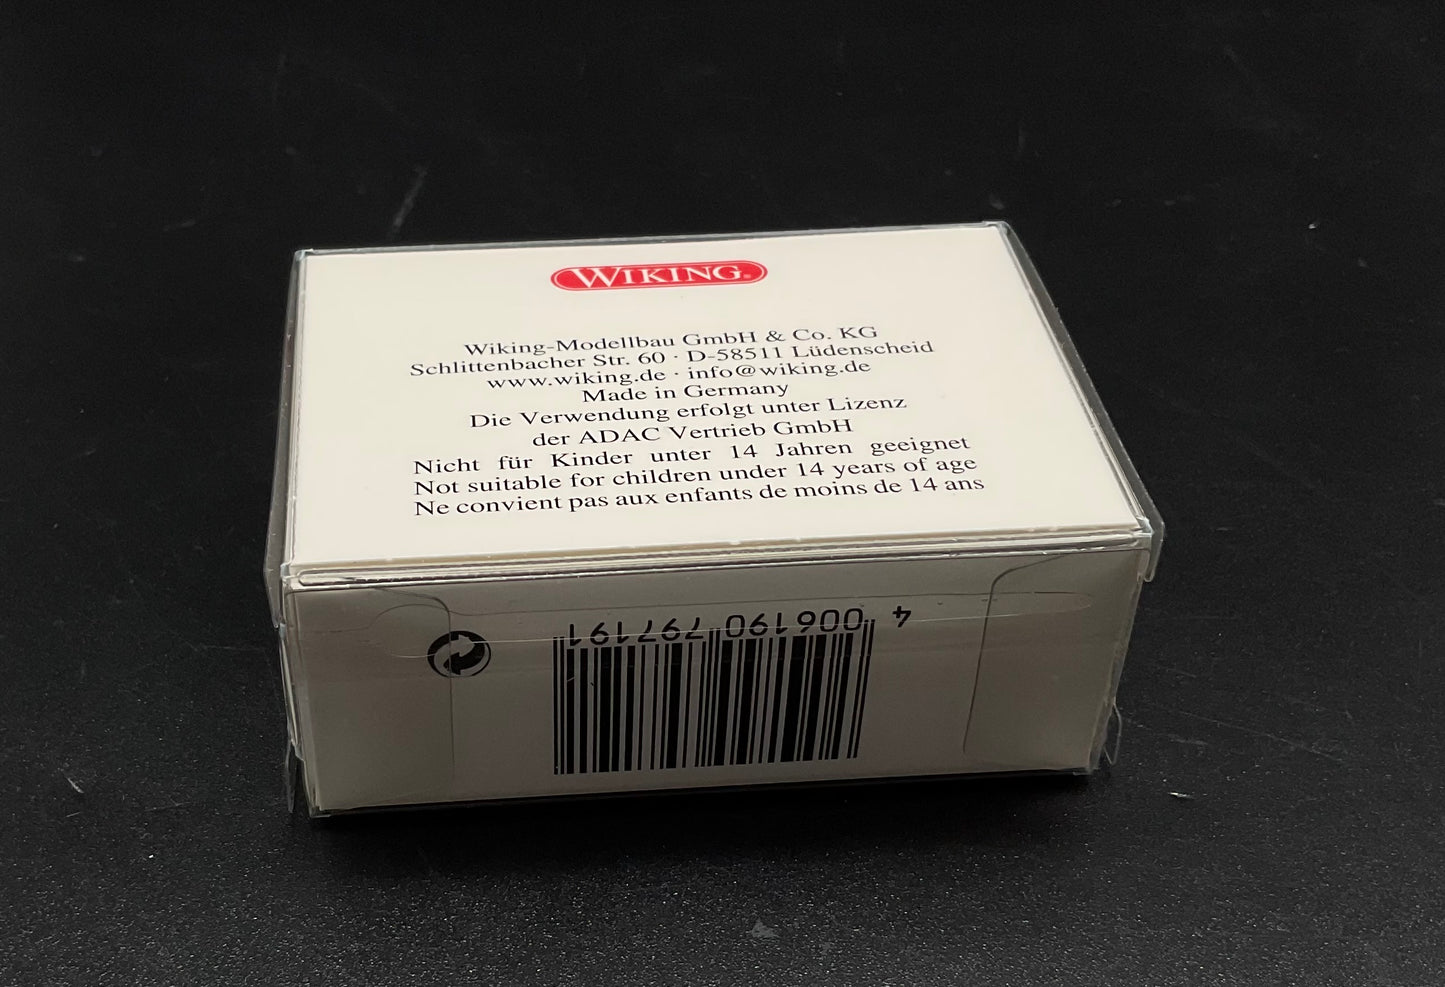 WIKING®
Wiking-Modellbau GmbH & Co. KG
Schlittenbacher Str. 60 · D-58511 Lüdenscheid
www.wiking.de · info@wiking.de
Made in Germany
Die Verwendung erfolgt unter Lizenz
der ADAC Vertrieb GmbH
Nicht für Kinder unter 14 Jahren geeignet
Not suitable for children under 14 years of age
Ne convient pas aux enfants de moins de 14 ans
4 006190 797191